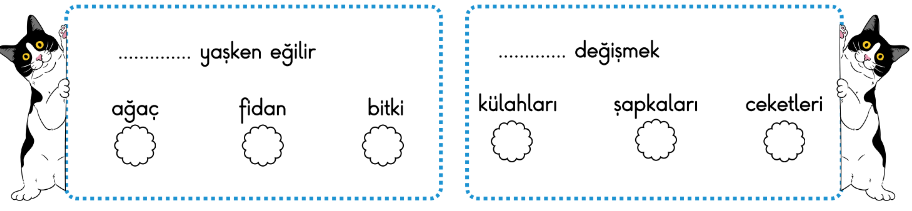 ............. yaşken eğilir
ağaç fidan bitki
............ değişmek
külahları şapkaları ceketleri